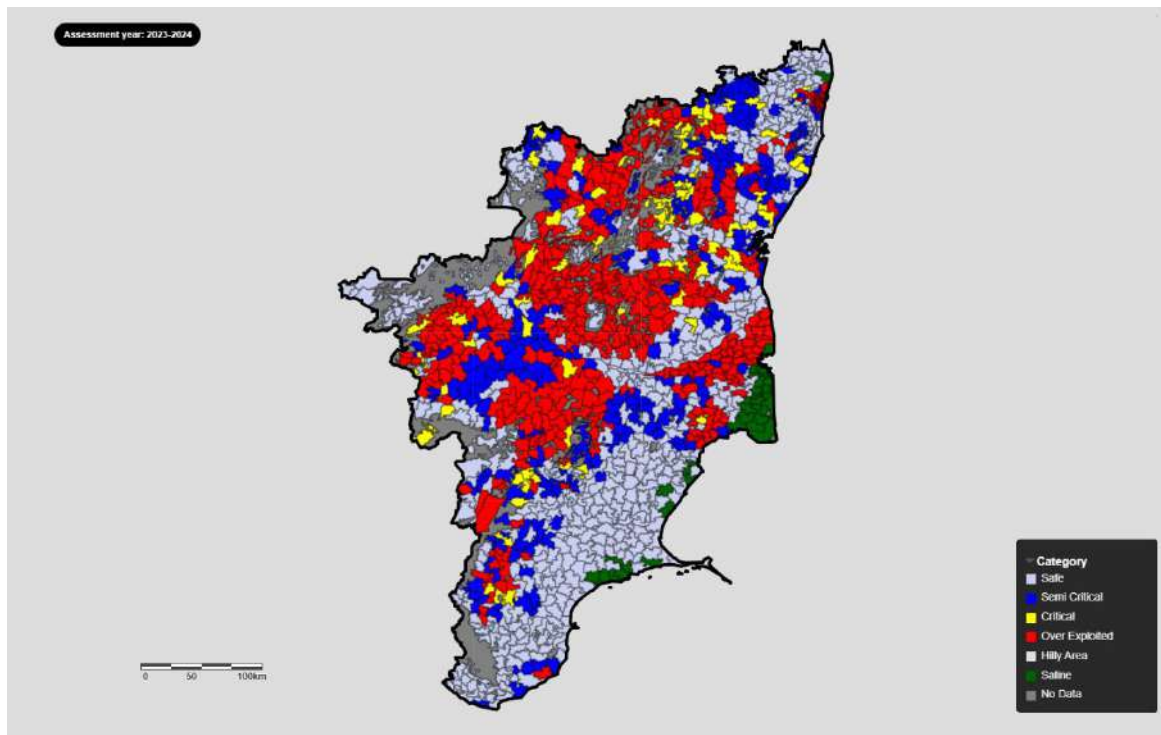 Assessment year: 2023-2024
Category
Safe
Semi Critical
Critical
Over Exploited
Hilly Area
Saline
No Data
0 50 100km